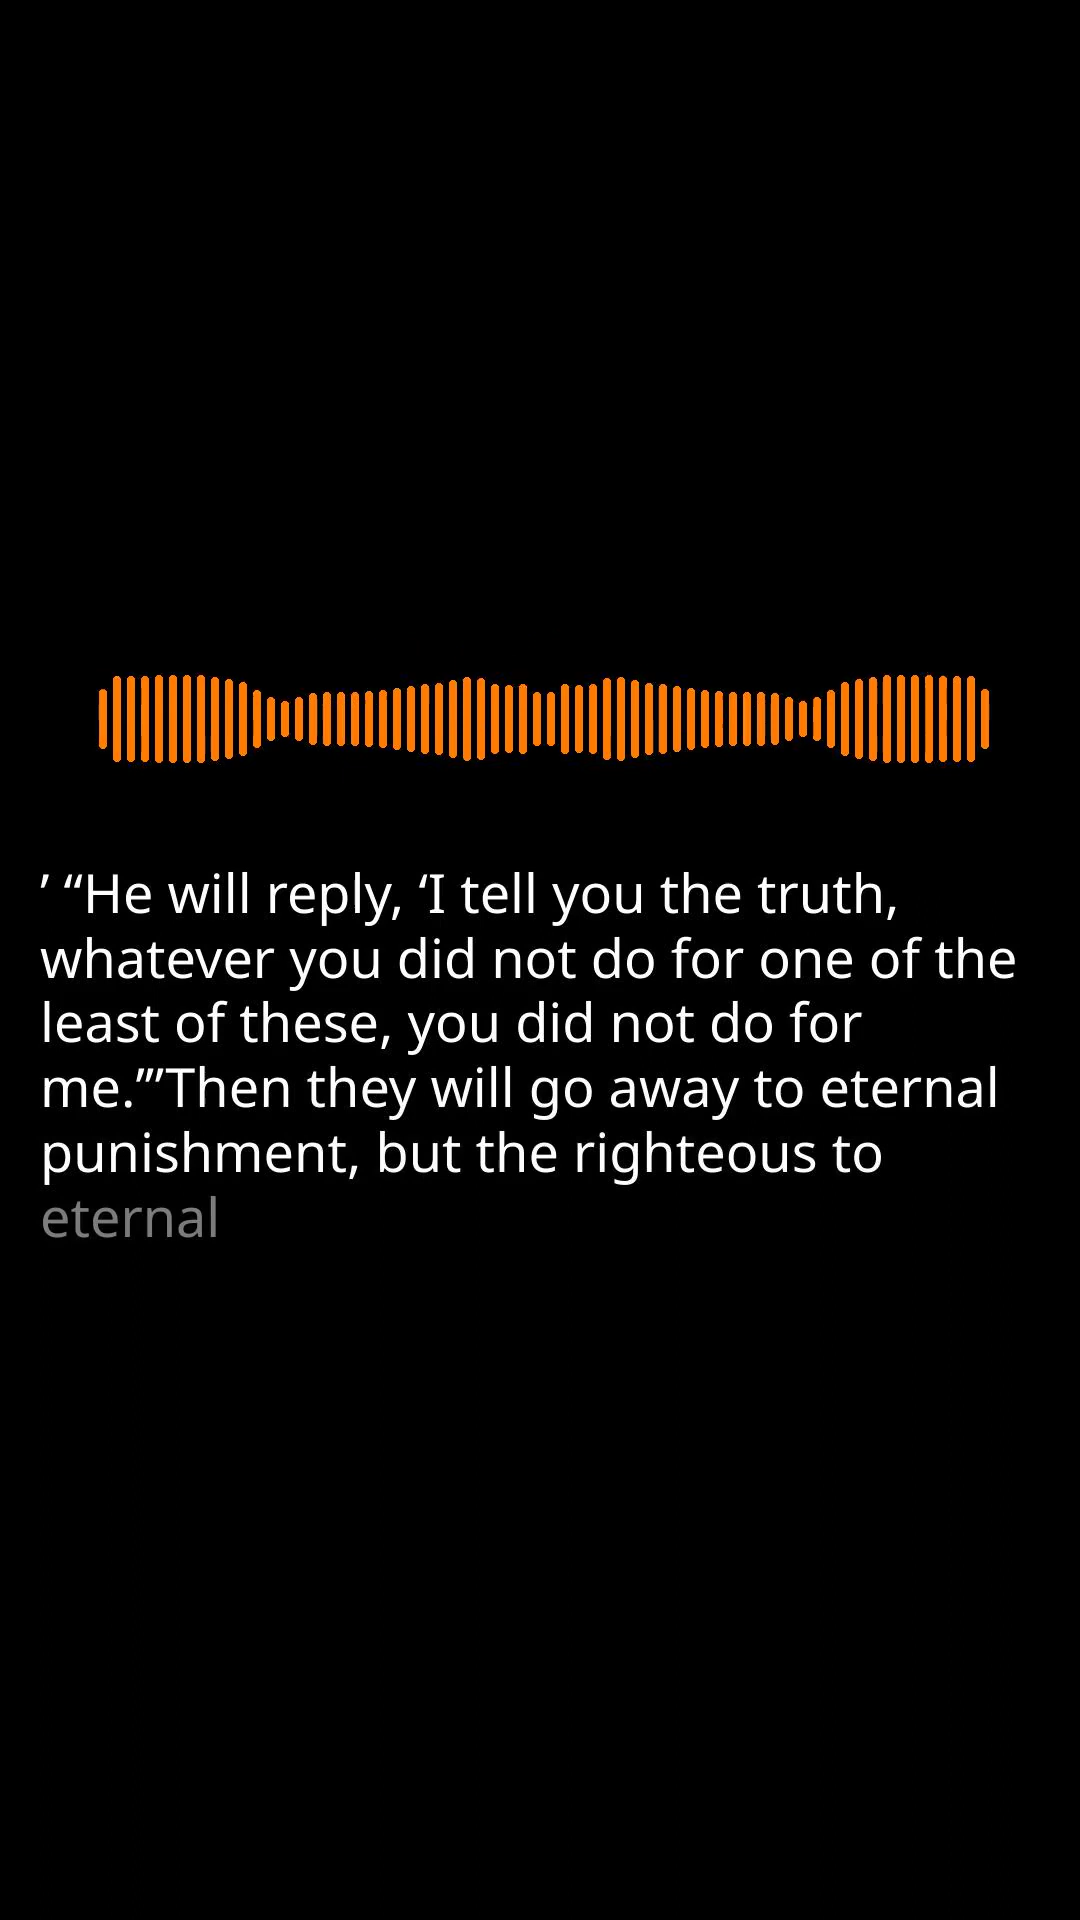 ’ “He will reply, ‘I tell you the truth,
whatever you did not do for one of the
least of these, you did not do for
me.’”Then they will go away to eternal
punishment, but the righteous to
eternal